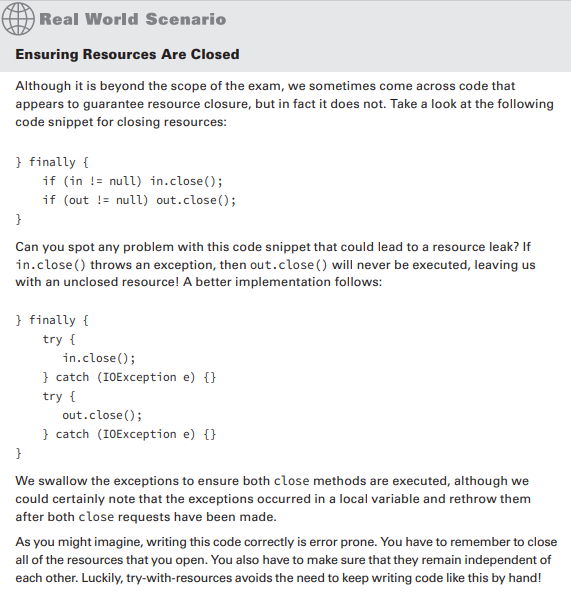 Real World Scenario
Ensuring Resources Are Closed
Although it is beyond the scope of the exam, we sometimes come across code that
appears to guarantee resource closure, but in fact it does not. Take a look at the following
code snippet for closing resources:
} finally {
    if (in != null) in.close();
    if (out != null) out.close();
}
Can you spot any problem with this code snippet that could lead to a resource leak? If
in.close() throws an exception, then out.close() will never be executed, leaving us
with an unclosed resource! A better implementation follows:
} finally {
    try {
       in.close();
    } catch (IOException e) {}
    try {
       out.close();
    } catch (IOException e) {}
}
We swallow the exceptions to ensure both close methods are executed, although we
could certainly note that the exceptions occurred in a local variable and rethrow them
after both close requests have been made.
As you might imagine, writing this code correctly is error prone. You have to remember to close
all of the resources that you open. You also have to make sure that they remain independent of
each other. Luckily, try-with-resources avoids the need to keep writing code like this by hand!